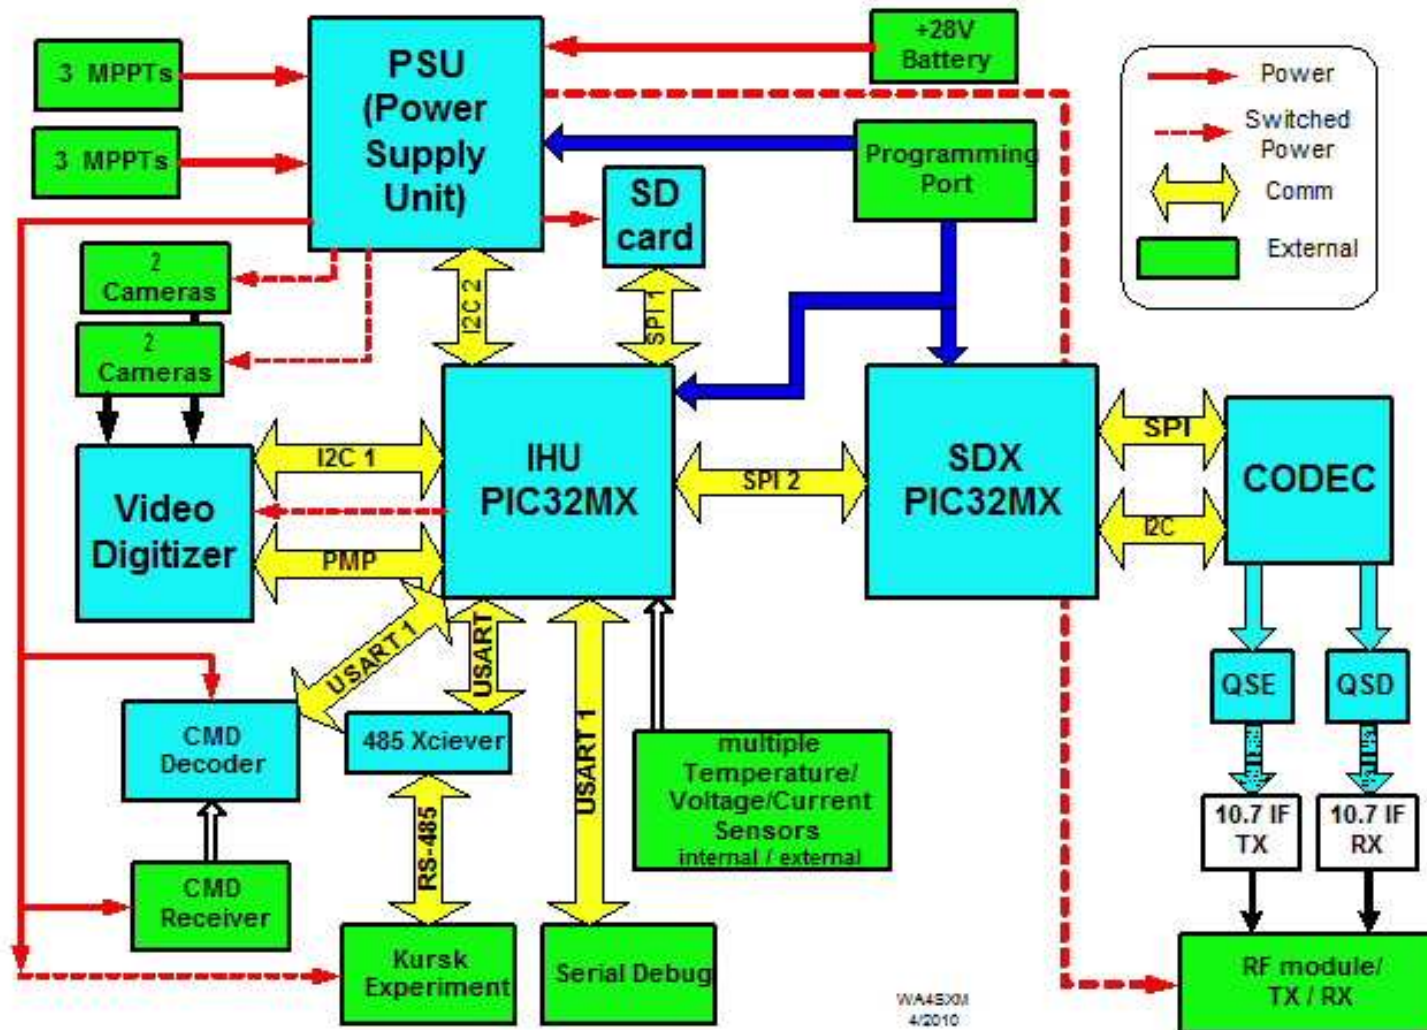 PSU
(Power
Supply
Unit)
+28V
Battery
3 MPPTs
3 MPPTs
Power
Switched
Power
Comm
External
Programming
Port
SD
card
2
Cameras
2
Cameras
I2C 2
SPI 1
Video
Digitizer
I2C 1
PMP
IHU
PIC32MX
SPI 2
SDX
PIC32MX
SPI
I2C
CODEC
USART 1
USART
USART 1
QSE
QSD
CMD
Decoder
485 Xciever
multiple
Temperature/
Voltage/Current
Sensors
internal / external
10.7 IF
TX
10.7 IF
RX
RS-485
CMD
Receiver
Kursk
Experiment
Serial Debug
RF module/
TX / RX
WA4SXM
4/2010